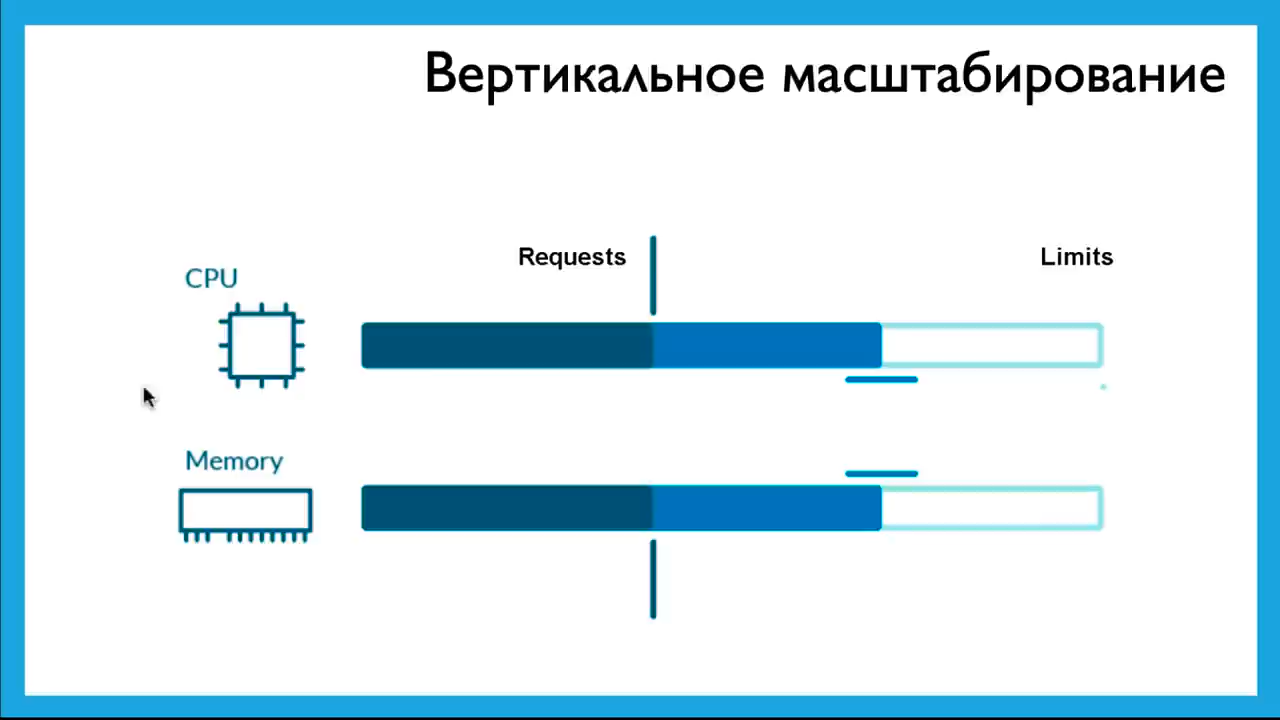 Вертикальное масштабирование
Requests
Limits
CPU
Memory